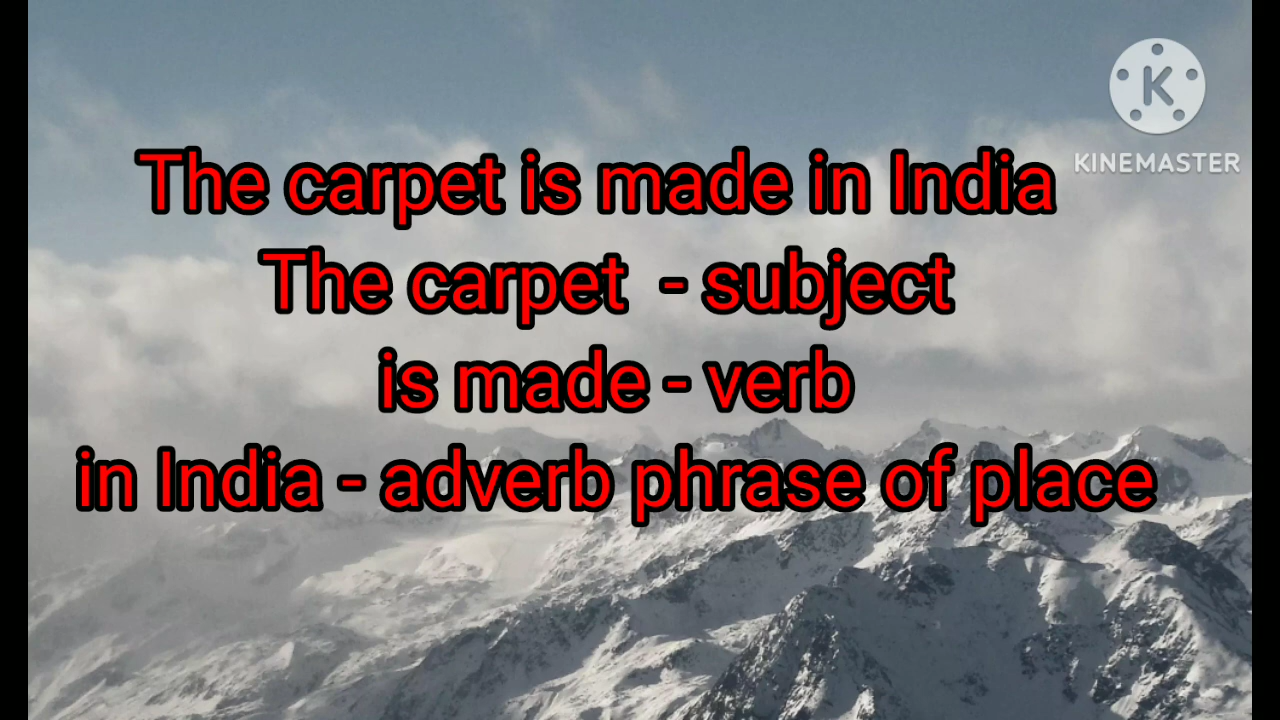 K
KINEMASTER
The carpet is made in India
The carpet - subject
is made - verb
in India - adverb phrase of place